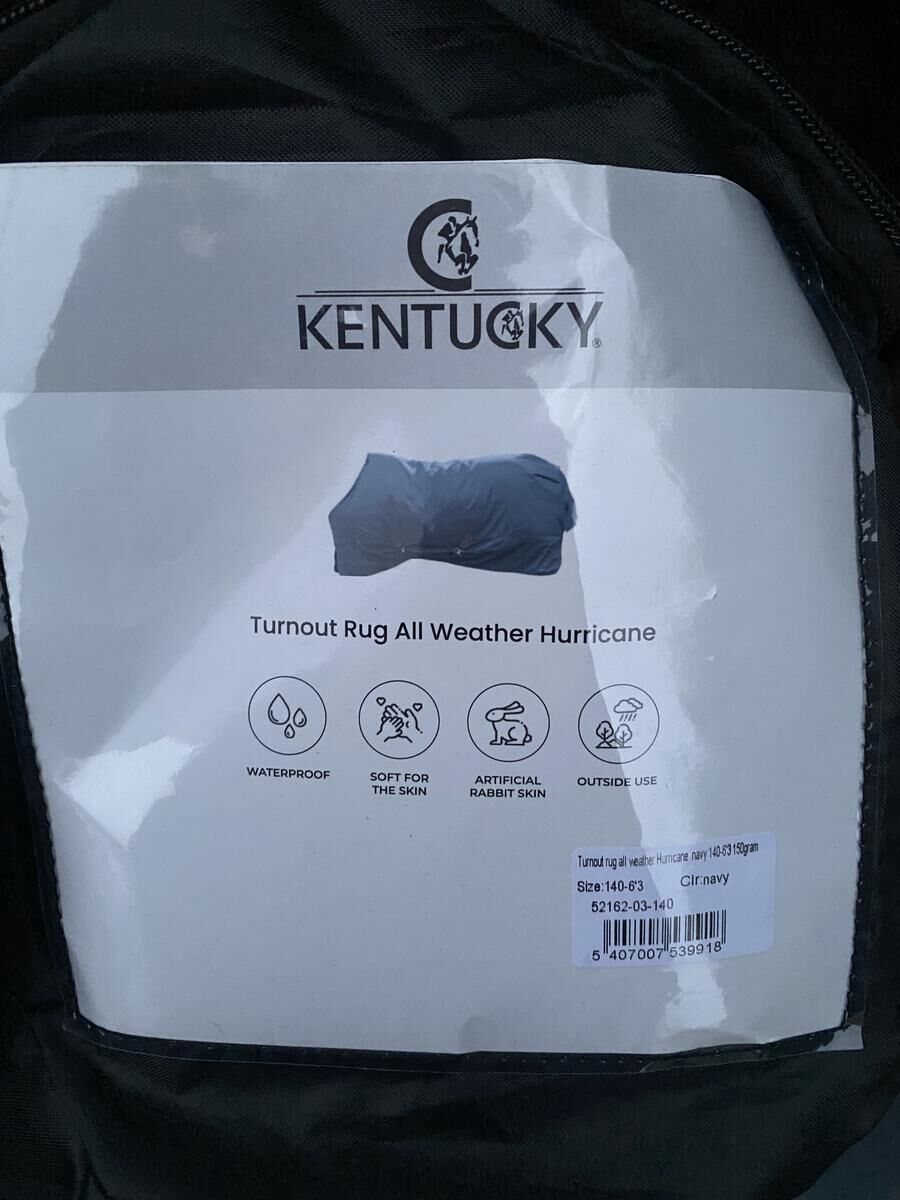 KENTUCKY®
Turnout Rug All Weather Hurricane
WATERPROOF
SOFT FOR
THE SKIN
ARTIFICIAL
RABBIT SKIN
OUTSIDE USE
Turnout rug all weather Hurricane navy 140-6'3 150gram
Size:140-6'3 Clr:navy
52162-03-140
5 407007 539918